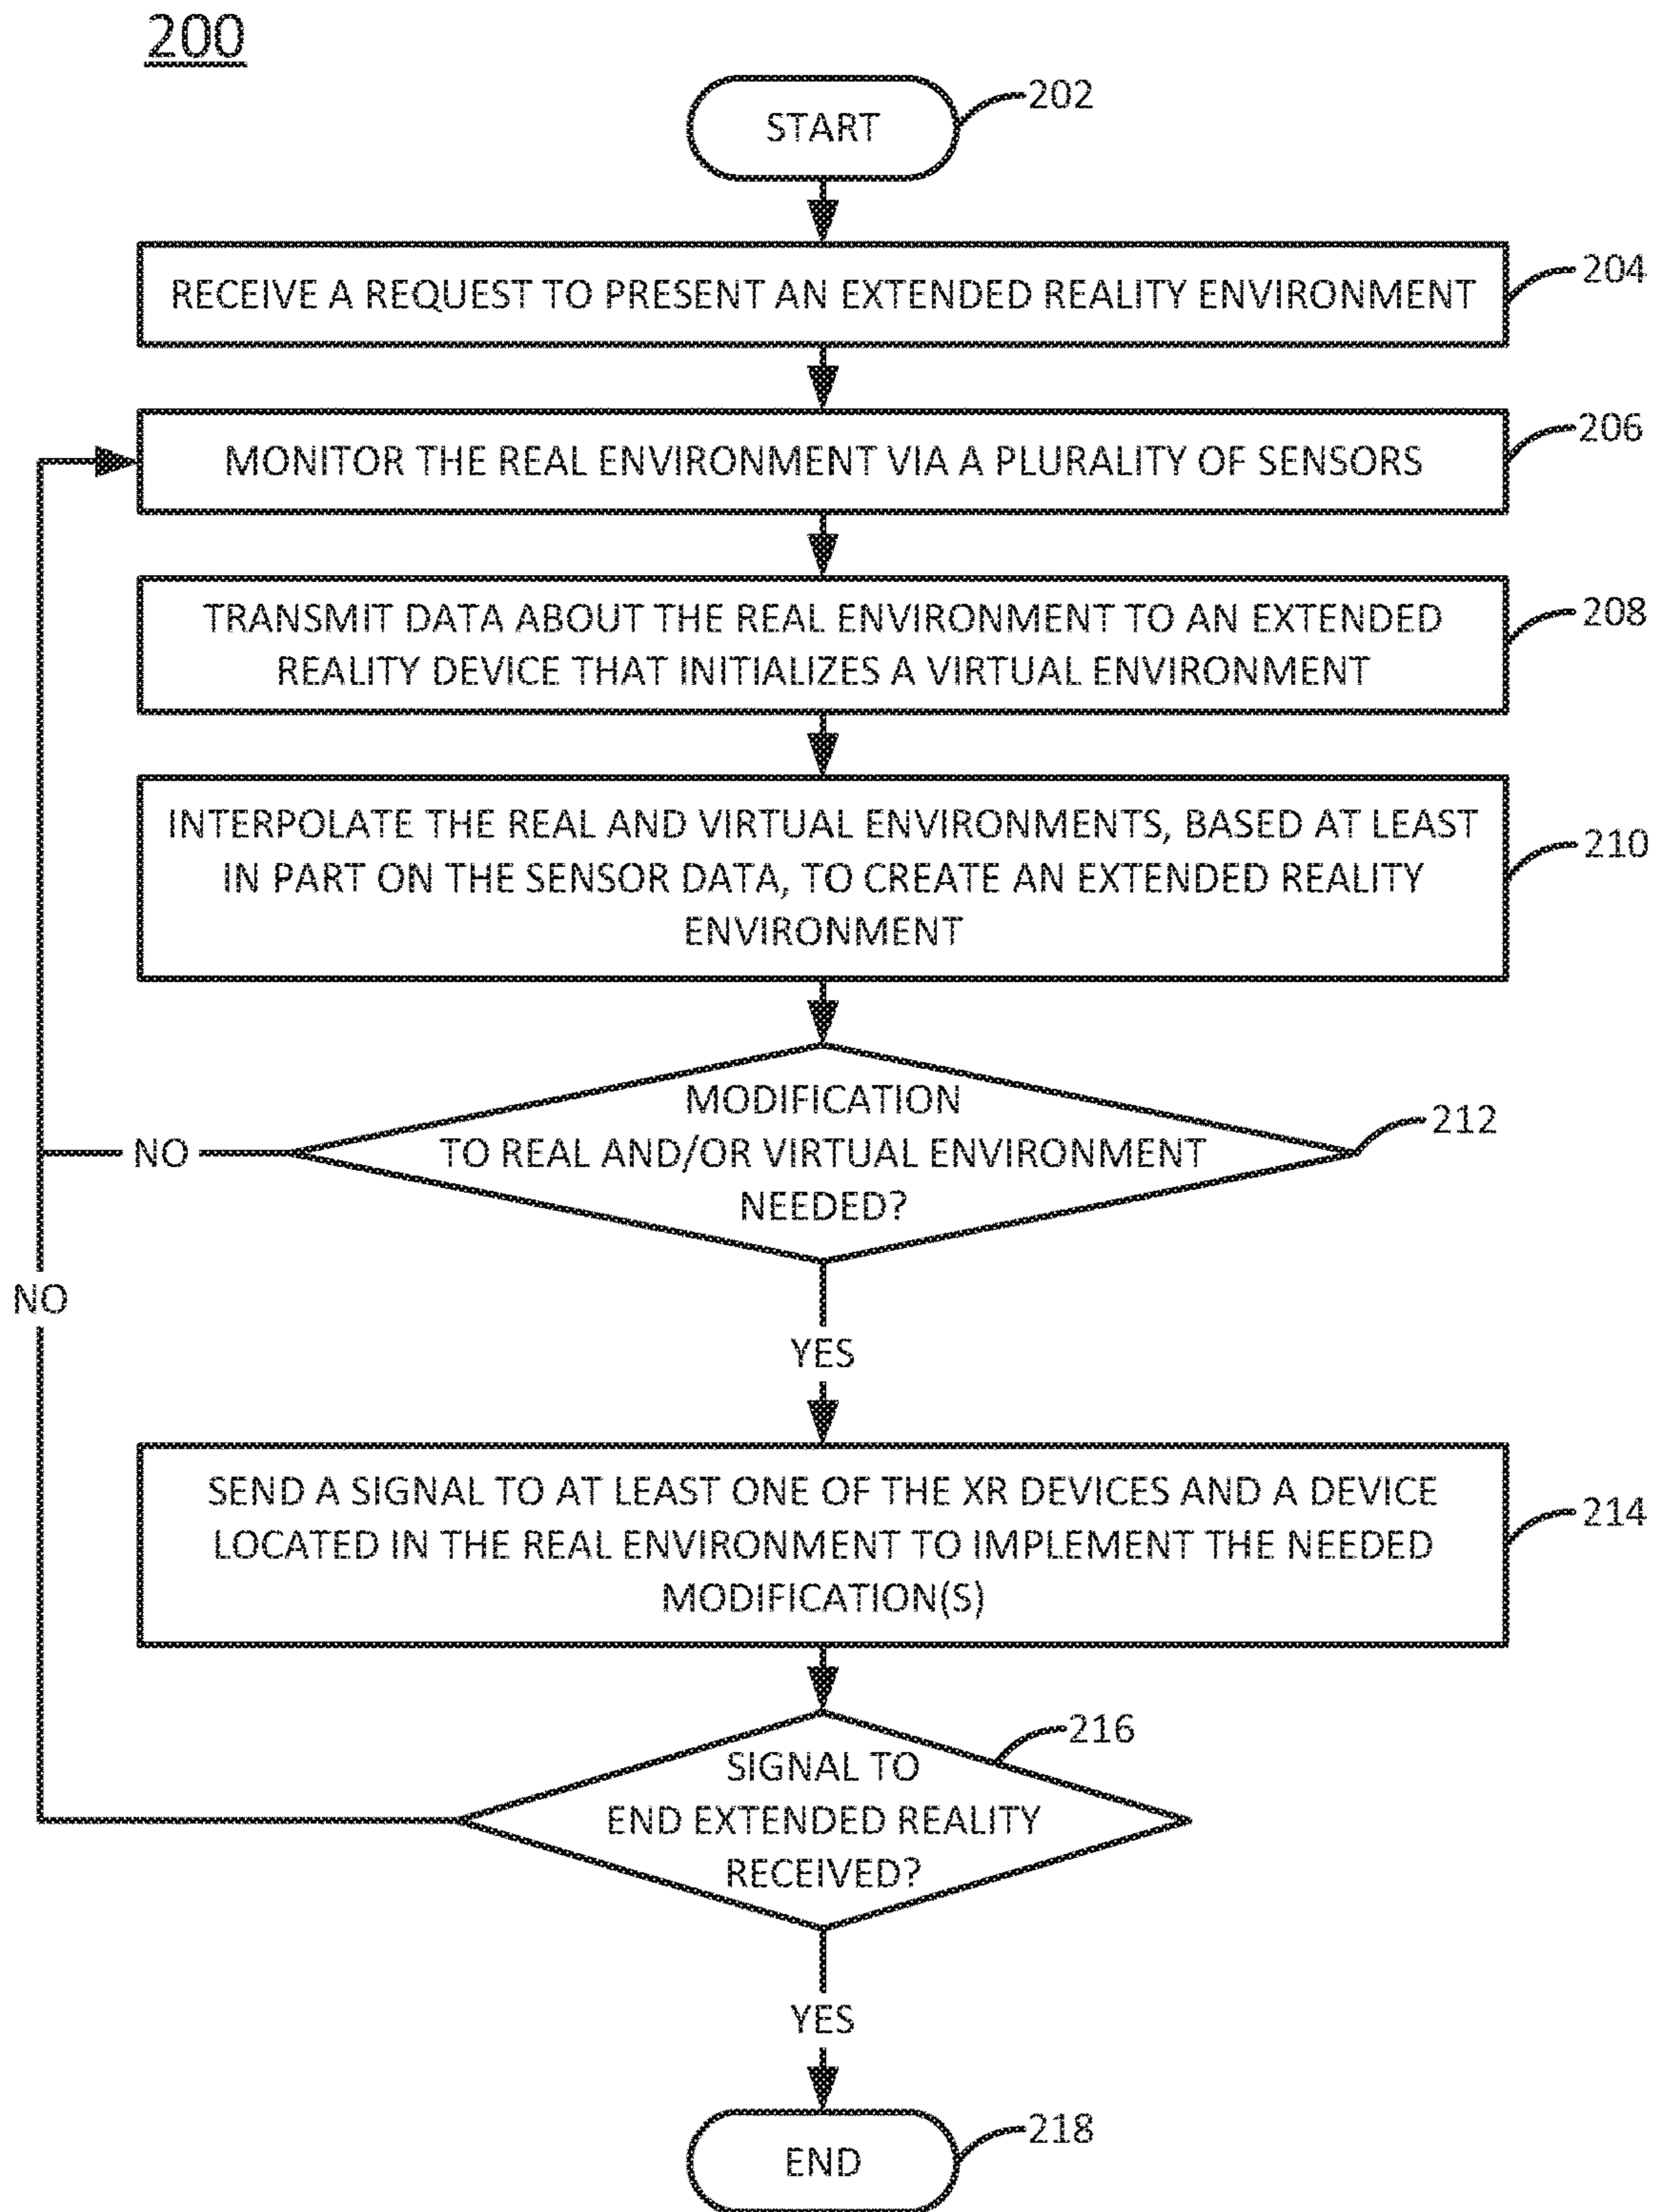 200
START
202
RECEIVE A REQUEST TO PRESENT AN EXTENDED REALITY ENVIRONMENT
204
MONITOR THE REAL ENVIRONMENT VIA A PLURALITY OF SENSORS
206
TRANSMIT DATA ABOUT THE REAL ENVIRONMENT TO AN EXTENDED
REALITY DEVICE THAT INITIALIZES A VIRTUAL ENVIRONMENT
208
INTERPOLATE THE REAL AND VIRTUAL ENVIRONMENTS, BASED AT LEAST
IN PART ON THE SENSOR DATA, TO CREATE AN EXTENDED REALITY
ENVIRONMENT
210
MODIFICATION
TO REAL AND/OR VIRTUAL ENVIRONMENT
NEEDED?
212
NO
NO
YES
SEND A SIGNAL TO AT LEAST ONE OF THE XR DEVICES AND A DEVICE
LOCATED IN THE REAL ENVIRONMENT TO IMPLEMENT THE NEEDED
MODIFICATION(S)
214
SIGNAL TO
END EXTENDED REALITY
RECEIVED?
216
YES
END
218